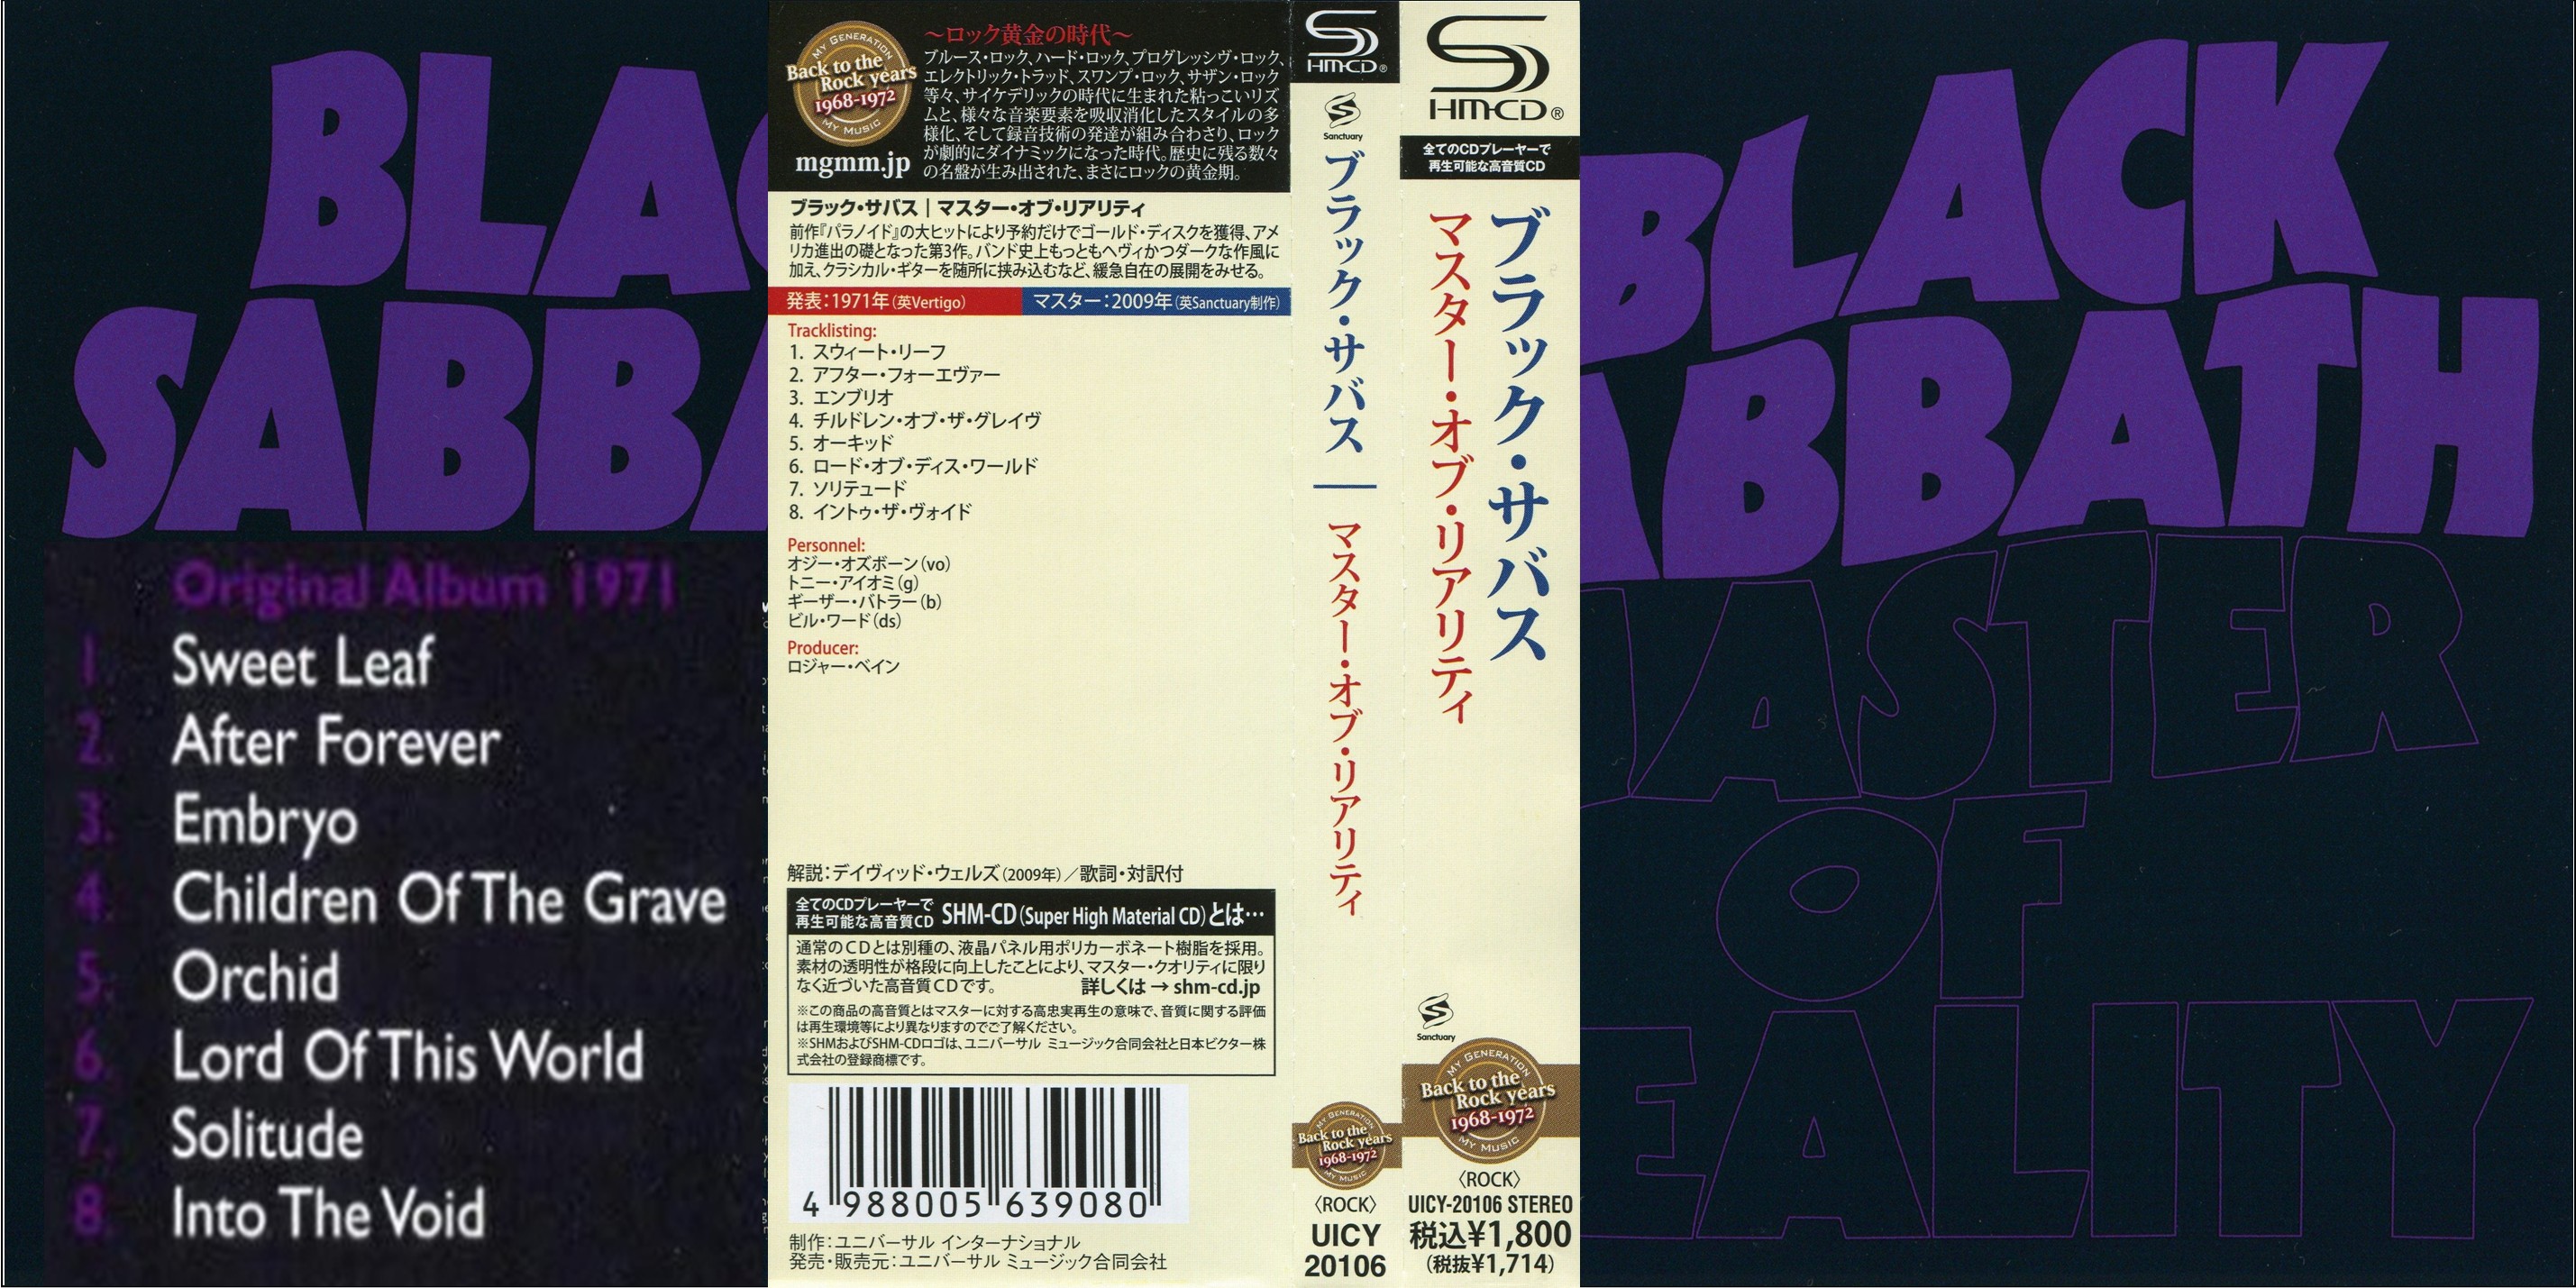 BLAC
SABBA
Original Album 1971
1 Sweet Leaf
2. After Forever
3. Embryo
4. Children Of The Grave
5. Orchid
6. Lord Of This World
7. Solitude
8. Into The Void
MY GENERATION
Back to the
Rock years
1968-1972
MY MUSIC
mgmm.jp
〜ロック黄金の時代〜
ブルース・ロック、ハード・ロック、プログレッシヴ・ロック、
エレクトリック・トラッド、スワンプ・ロック、サザン・ロック
等々、サイケデリックの時代に生まれた粘っこいリズ
ムと、様々な音楽要素を吸収消化したスタイルの多
様化、そして録音技術の発達が組み合わさり、ロック
が劇的にダイナミックになった時代。歴史に残る数々
の名盤が生み出された、まさにロックの黄金期。
ブラック・サバス｜マスター・オブ・リアリティ
前作『パラノイド』の大ヒットにより予約だけでゴールド・ディスクを獲得、アメ
リカ進出の礎となった第3作。バンド史上もっともヘヴィかつダークな作風に
加え、クラシカル・ギターを随所に挟み込むなど、緩急自在の展開をみせる。
発表：1971年（英Vertigo） マスター：2009年（英Sanctuary制作）
Tracklisting:
1. スウィート・リーフ
2. アフター・フォーエヴァー
3. エンブリオ
4. チルドレン・オブ・ザ・グレイヴ
5. オーキッド
6. ロード・オブ・ディス・ワールド
7. ソリテュード
8. イントゥ・ザ・ヴォイド
Personnel:
オジー・オズボーン（vo）
トニー・アイオミ（g）
ギーザー・バトラー（b）
ビル・ワード（ds）
Producer:
ロジャー・ベイン
解説：デイヴィッド・ウェルズ（2009年）／歌詞・対訳付
全てのCDプレーヤーで
再生可能な高音質CD
SHM-CD（Super High Material CD）とは…
通常のCDとは別種の、液晶パネル用ポリカーボネート樹脂を採用。
素材の透明性が格段に向上したことにより、マスター・クオリティに限り
なく近づいた高音質CDです。 詳しくは → shm-cd.jp
※この商品の高音質とはマスターに対する高忠実再生の意味で、音質に関する評価
は再生環境等により異なりますのでご了解ください。
※SHMおよびSHM-CDロゴは、ユニバーサル ミュージック合同会社と日本ビクター株
式会社の登録商標です。
4 988005 639080
制作：ユニバーサル インターナショナル
発売・販売元：ユニバーサル ミュージック合同会社
SHM-CD®
Sanctuary
ブラック・サバス｜マスター・オブ・リアリティ
MY GENERATION
Back to the
Rock years
1968-1972
MY MUSIC
〈ROCK〉
UICY
20106
SHM-CD®
全てのCDプレーヤーで
再生可能な高音質CD
ブラック・サバス
マスター・オブ・リアリティ
Sanctuary
MY GENERATION
Back to the
Rock years
1968-1972
MY MUSIC
〈ROCK〉
UICY-20106 STEREO
税込¥1,800
（税抜¥1,714）
BLACK
ABBATH
MASTER
OF
EALITY